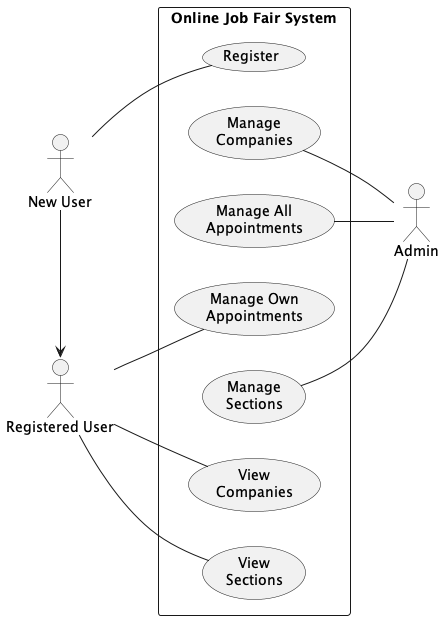 Online Job Fair System
Register
Manage
Companies
New User
Manage All
Appointments
Admin
Manage Own
Appointments
Registered User
Manage
Sections
View
Companies
View
Sections